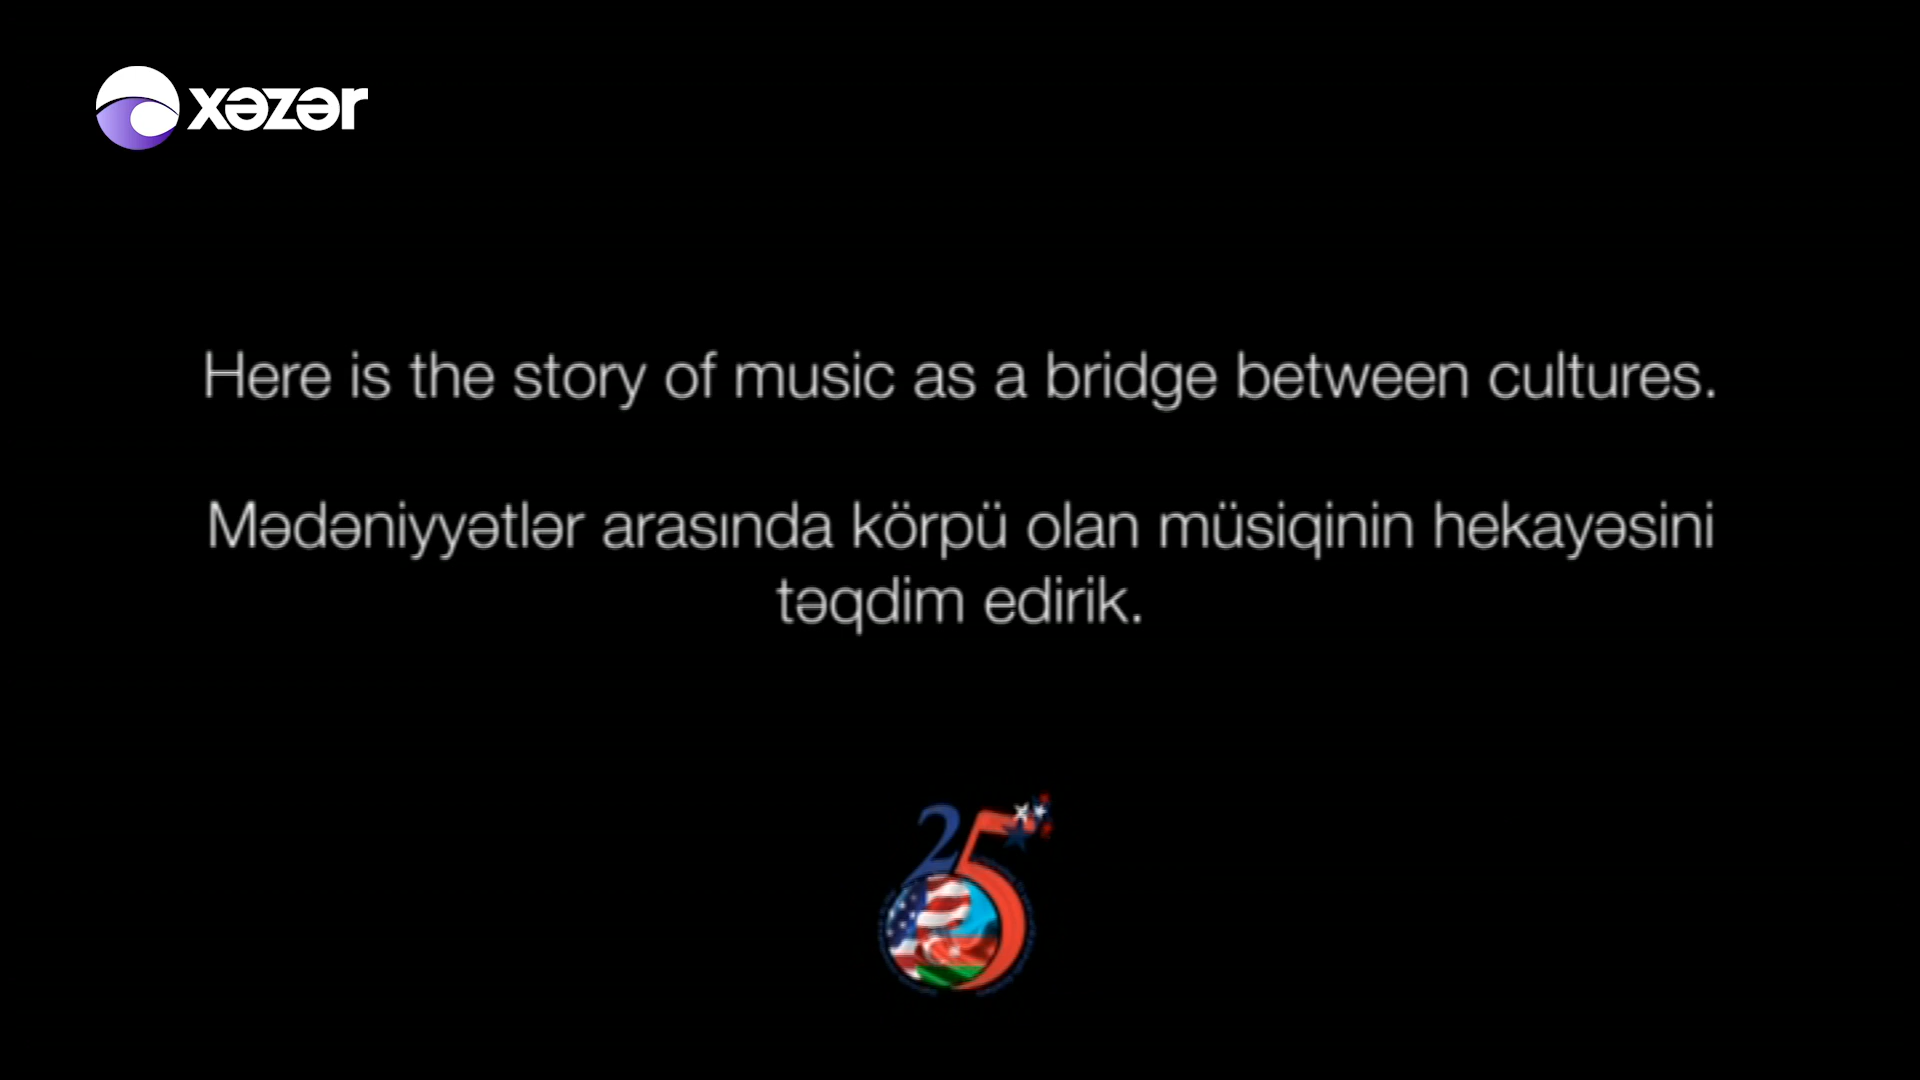 xəzər
Here is the story of music as a bridge between cultures.
Mədəniyyətlər arasında körpü olan müsiqinin hekayəsini
təqdim edirik.
25